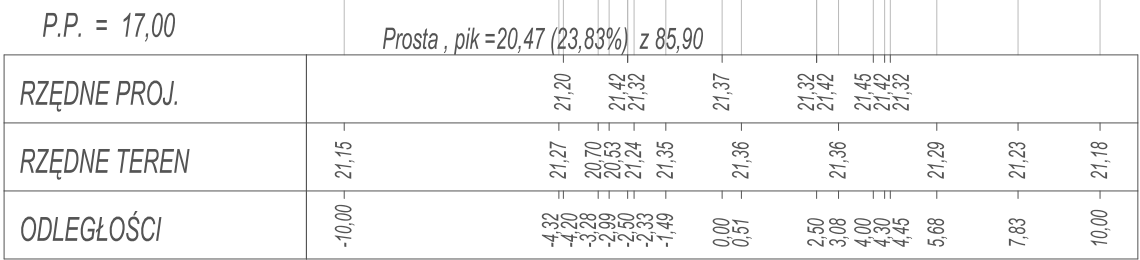 P.P. = 17,00
Prosta , pik =20,47 (23,83%) z 85,90
RZĘDNE PROJ. 21,20 21,42 21,32 21,37 21,32 21,42 21,45 21,42 21,32
RZĘDNE TEREN 21,15 21,27 20,70 20,53 21,24 21,35 21,36 21,36 21,29 21,23 21,18
ODLEGŁOŚCI -10,00 -4,32 -4,20 -3,28 -2,99 -2,50 -2,33 -1,49 0,00 0,51 2,50 3,08 4,00 4,30 4,45 5,68 7,83 10,00